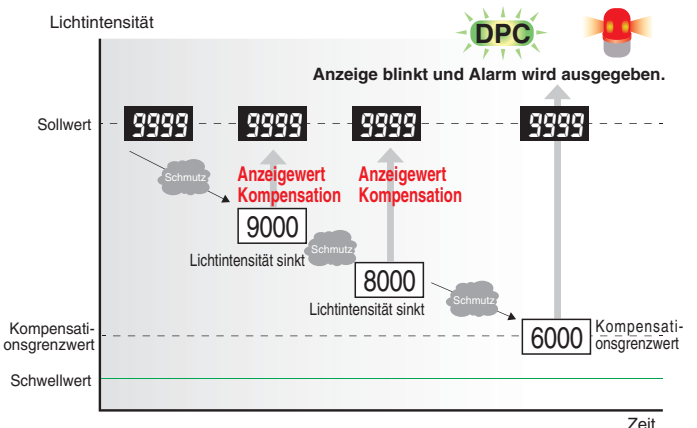 Lichtintensität
DPC
Anzeige blinkt und Alarm wird ausgegeben.
Sollwert
9999 9999 9999 9999
Schmutz
Anzeigewert
Kompensation
Anzeigewert
Kompensation
9000
Lichtintensität sinkt
Schmutz
8000
Lichtintensität sinkt
Schmutz
Kompensati-
onsgrenzwert
6000
Kompensati-
onsgrenzwert
Schwellwert
Zeit